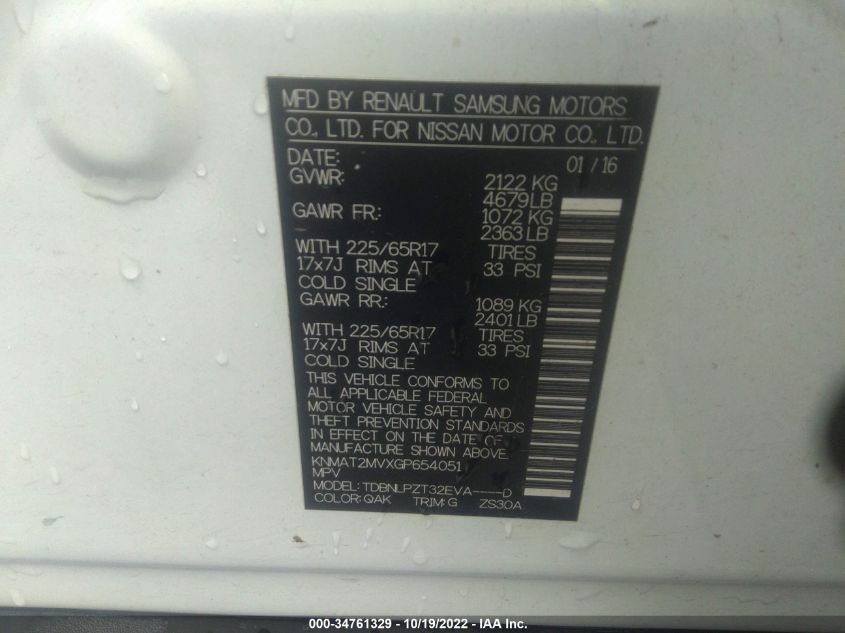 MFD BY RENAULT SAMSUNG MOTORS
CO., LTD. FOR NISSAN MOTOR CO., LTD.
DATE: 01 / 16
GVWR: 2122 KG
4679LB
GAWR FR.: 1072 KG
2363 LB
WITH 225/65R17 TIRES
17x7J RIMS AT 33 PSI
COLD SINGLE
GAWR RR.: 1089 KG
2401 LB
WITH 225/65R17 TIRES
17x7J RIMS AT 33 PSI
COLD SINGLE
THIS VEHICLE CONFORMS TO
ALL APPLICABLE FEDERAL
MOTOR VEHICLE SAFETY AND
THEFT PREVENTION STANDARDS
IN EFFECT ON THE DATE OF
MANUFACTURE SHOWN ABOVE.
KNMAT2MVXGP654051
MPV
MODEL: TDBNLPZT32EVA----D
COLOR: QAK TRIM: G ZS30A
000-34761329 - 10/19/2022 - IAA Inc.